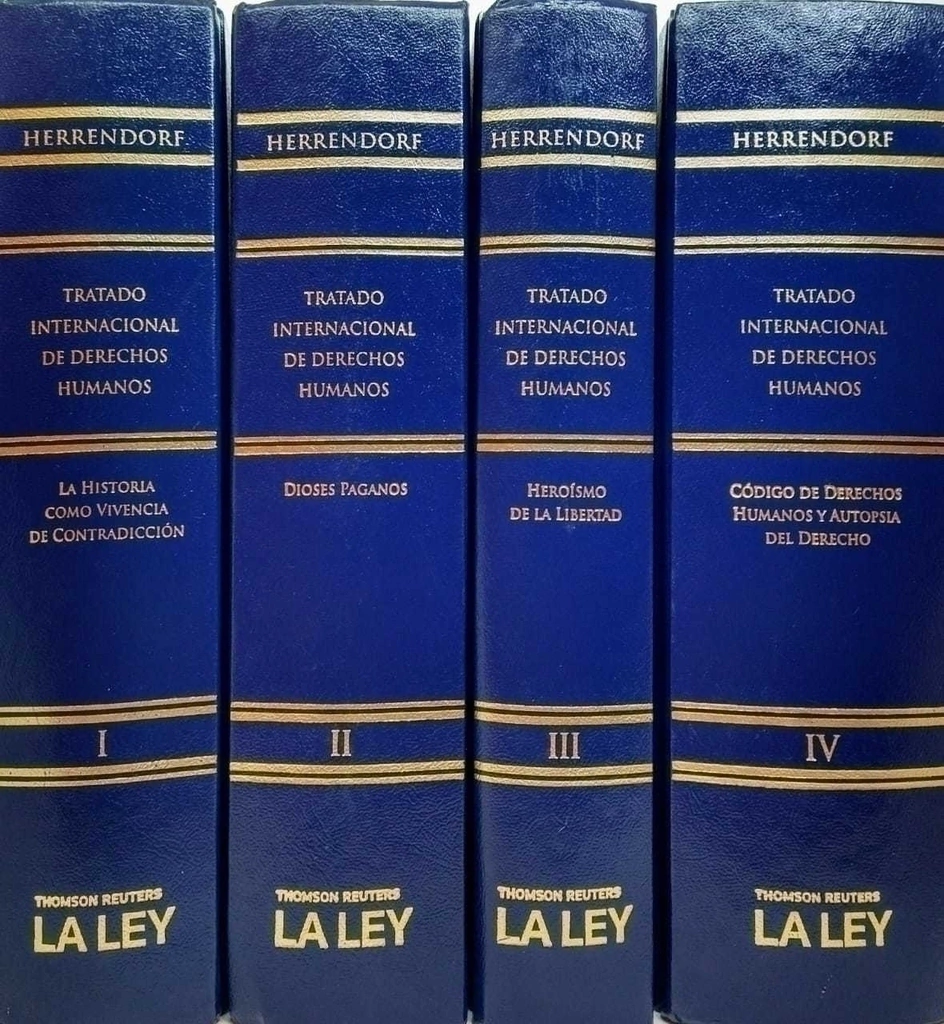 HERRENDORF
TRATADO
INTERNACIONAL
DE DERECHOS
HUMANOS
LA HISTORIA
COMO VIVENCIA
DE CONTRADICCIÓN
I
THOMSON REUTERS
LA LEY
HERRENDORF
TRATADO
INTERNACIONAL
DE DERECHOS
HUMANOS
DIOSES PAGANOS
II
THOMSON REUTERS
LA LEY
HERRENDORF
TRATADO
INTERNACIONAL
DE DERECHOS
HUMANOS
HEROÍSMO
DE LA LIBERTAD
III
THOMSON REUTERS
LA LEY
HERRENDORF
TRATADO
INTERNACIONAL
DE DERECHOS
HUMANOS
CÓDIGO DE DERECHOS
HUMANOS Y AUTOPSIA
DEL DERECHO
IV
THOMSON REUTERS
LA LEY